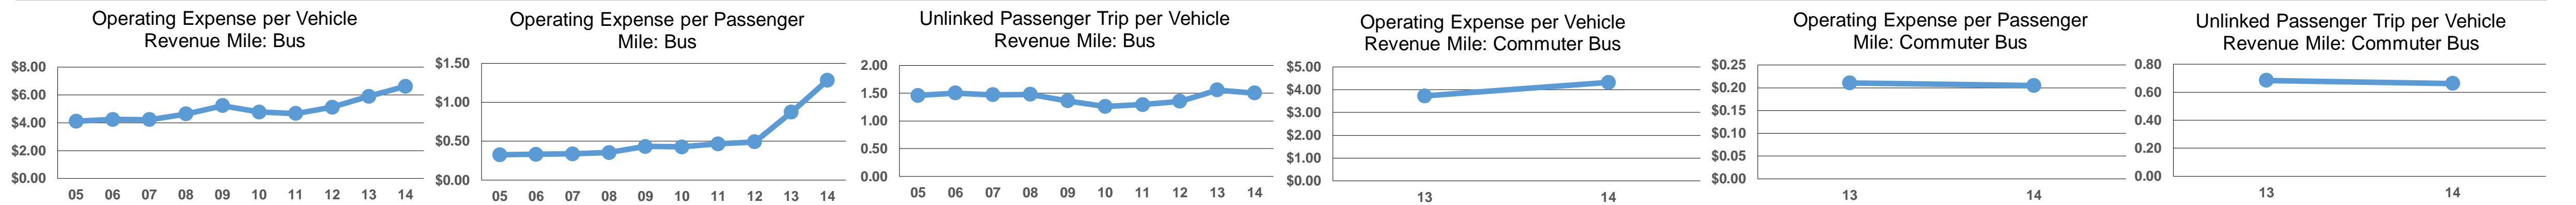 Operating Expense per Vehicle
Revenue Mile: Bus
$8.00
$6.00
$4.00
$2.00
$0.00
05 06 07 08 09 10 11 12 13 14
Operating Expense per Passenger
Mile: Bus
$1.50
$1.00
$0.50
$0.00
05 06 07 08 09 10 11 12 13 14
Unlinked Passenger Trip per Vehicle
Revenue Mile: Bus
2.00
1.50
1.00
0.50
0.00
05 06 07 08 09 10 11 12 13 14
Operating Expense per Vehicle
Revenue Mile: Commuter Bus
$5.00
$4.00
$3.00
$2.00
$1.00
$0.00
13 14
Operating Expense per Passenger
Mile: Commuter Bus
$0.25
$0.20
$0.15
$0.10
$0.05
$0.00
13 14
Unlinked Passenger Trip per Vehicle
Revenue Mile: Commuter Bus
0.80
0.60
0.40
0.20
0.00
13 14